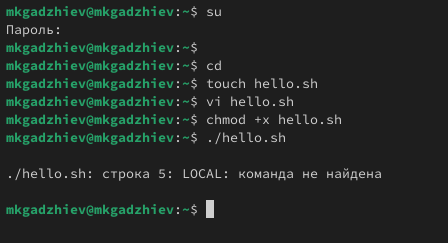 mkgadzhiev@mkgadzhiev:~$ su
Пароль:
mkgadzhiev@mkgadzhiev:~$
mkgadzhiev@mkgadzhiev:~$ cd
mkgadzhiev@mkgadzhiev:~$ touch hello.sh
mkgadzhiev@mkgadzhiev:~$ vi hello.sh
mkgadzhiev@mkgadzhiev:~$ chmod +x hello.sh
mkgadzhiev@mkgadzhiev:~$ ./hello.sh
./hello.sh: строка 5: LOCAL: команда не найдена
mkgadzhiev@mkgadzhiev:~$